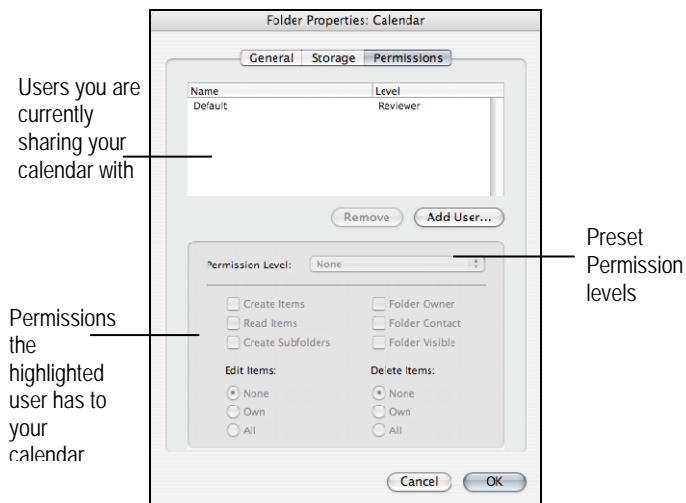 Folder Properties: Calendar
General Storage Permissions
Users you are
currently
sharing your
calendar with
Name Level
Default Reviewer
Remove Add User...
Preset
Permission
levels
Permission Level: None
Create Items Folder Owner
Read Items Folder Contact
Create Subfolders Folder Visible
Permissions
the
highlighted
user has to
your
calendar
Edit Items: Delete Items:
None None
Own Own
All All
Cancel OK